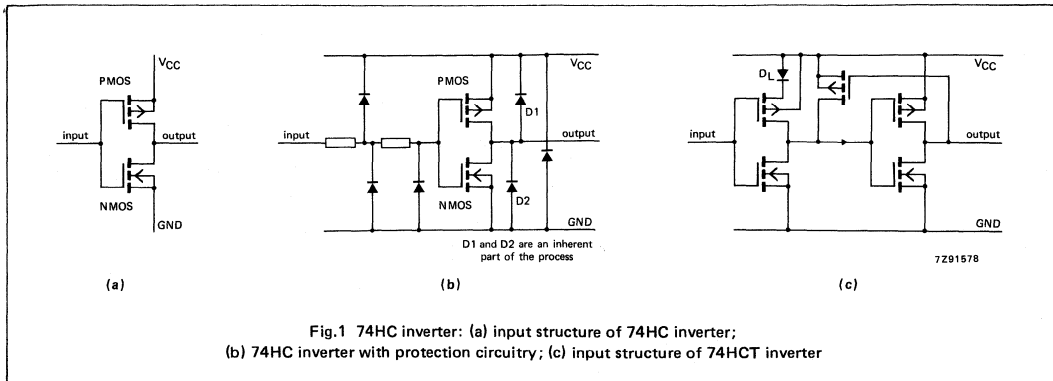 VCC
PMOS
input
output
NMOS
GND
(a)
VCC
PMOS
D1
input
output
NMOS
D2
GND
D1 and D2 are an inherent
part of the process
(b)
VCC
DL
input
output
GND
7Z91578
(c)
Fig.1 74HC inverter: (a) input structure of 74HC inverter;
(b) 74HC inverter with protection circuitry; (c) input structure of 74HCT inverter